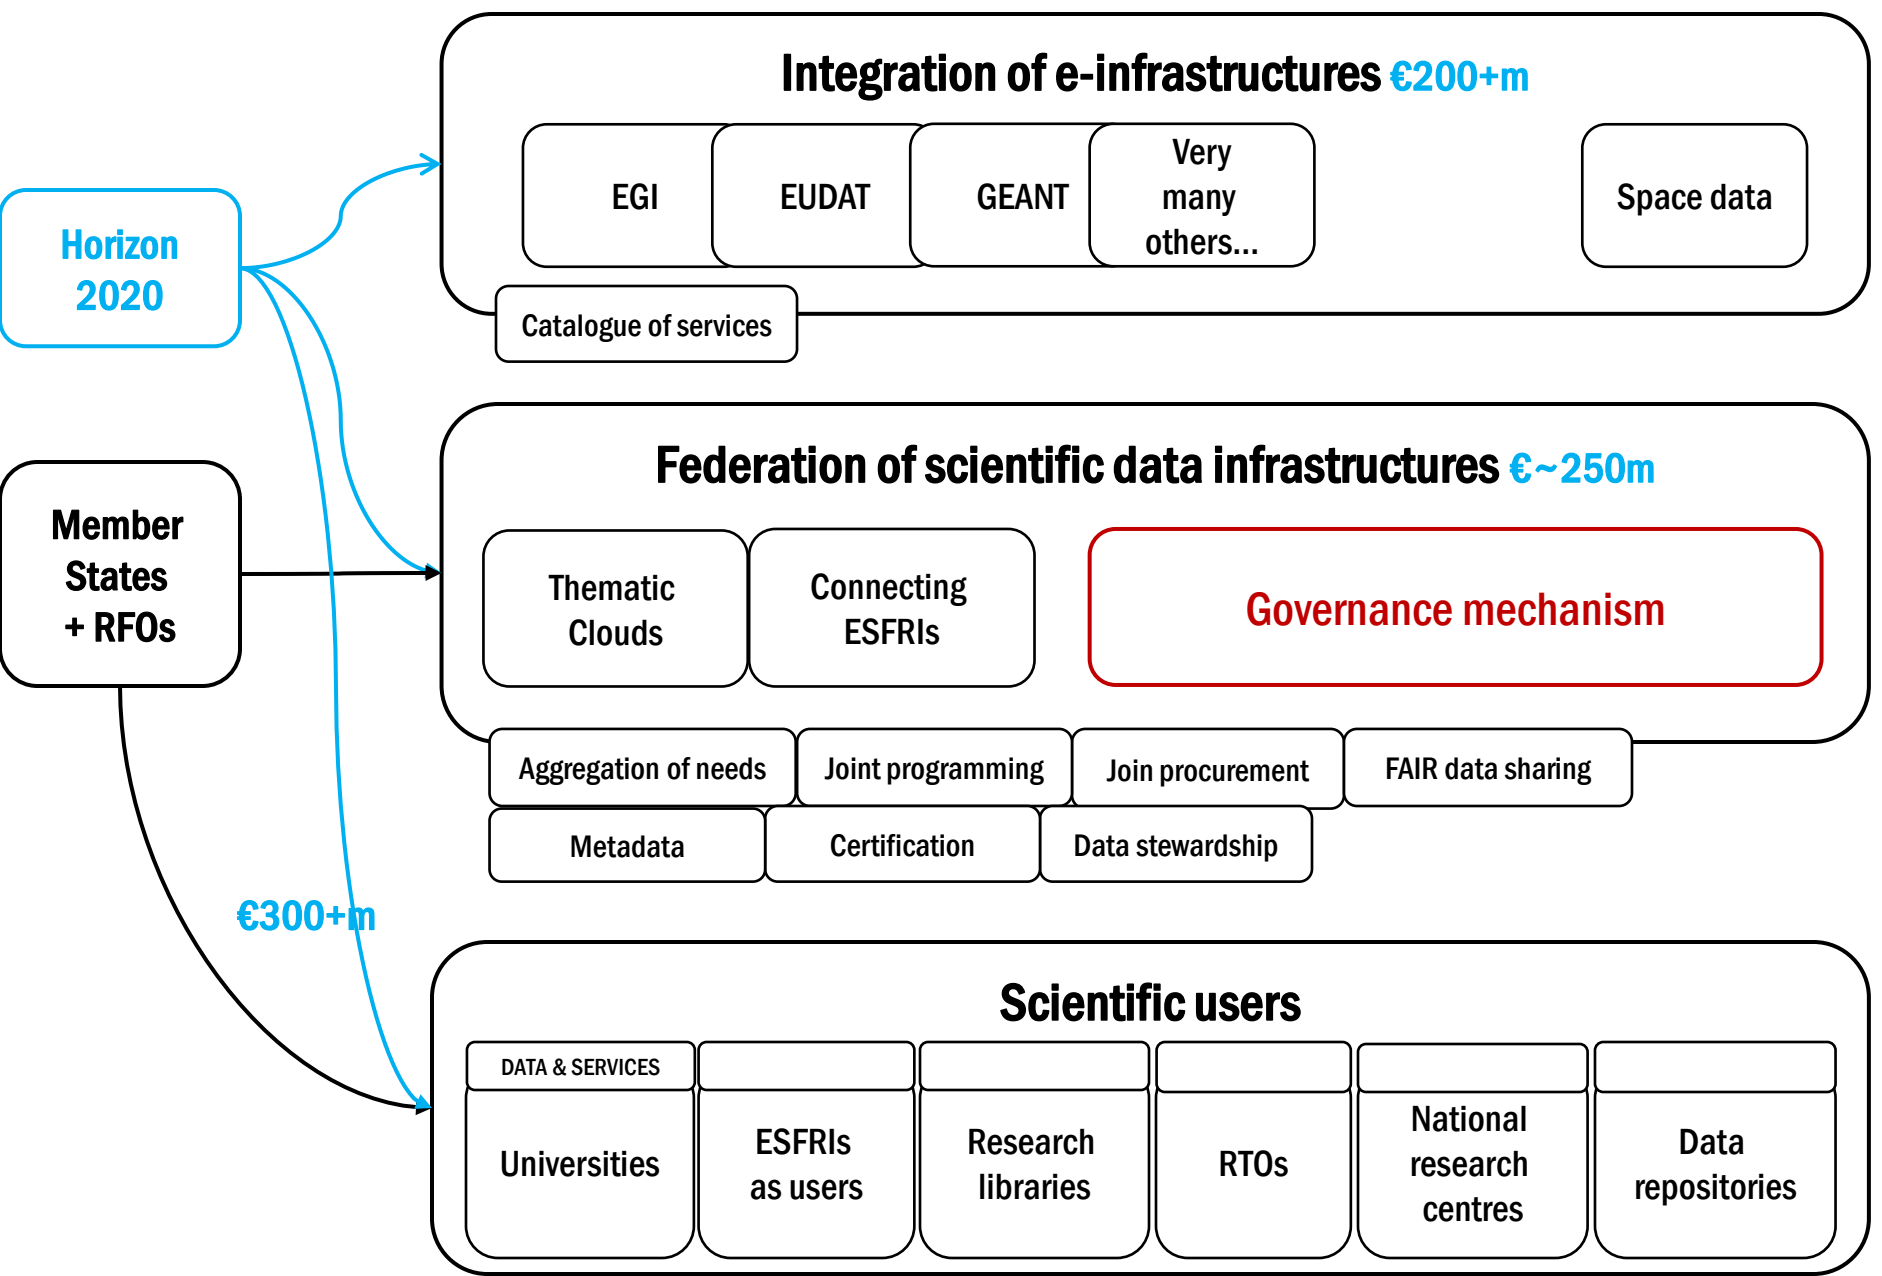 Integration of e-infrastructures €200+m
EGI
EUDAT
GEANT
Very
many
others...
Space data
Catalogue of services
Horizon
2020
Federation of scientific data infrastructures €~250m
Thematic
Clouds
Connecting
ESFRIs
Governance mechanism
Member
States
+ RFOs
Aggregation of needs
Joint programming
Join procurement
FAIR data sharing
Metadata
Certification
Data stewardship
€300+m
Scientific users
DATA & SERVICES
Universities
ESFRIs
as users
Research
libraries
RTOs
National
research
centres
Data
repositories